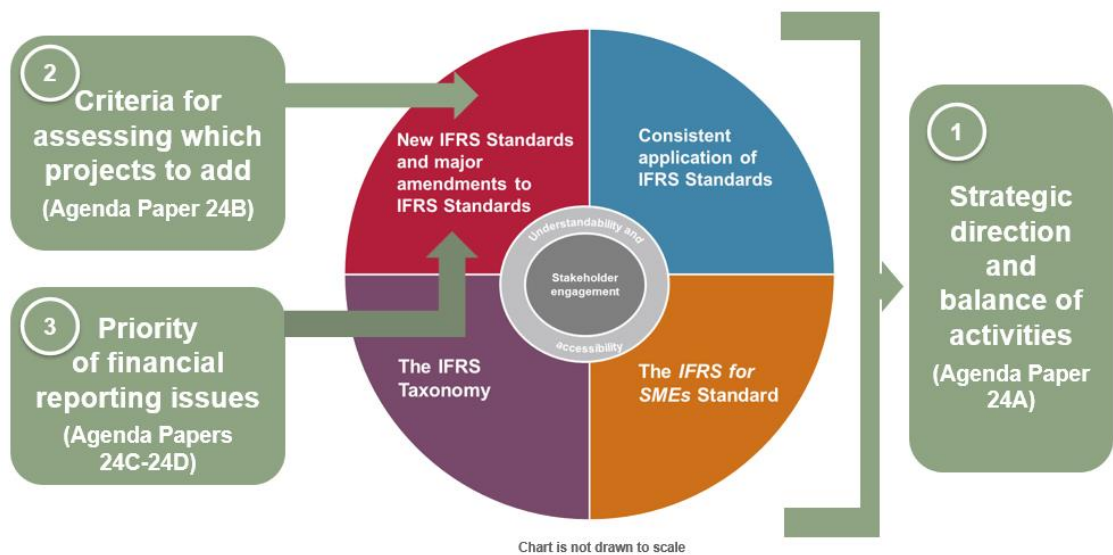 2
Criteria for
assessing which
projects to add
(Agenda Paper 24B)
3
Priority
of financial
reporting issues
(Agenda Papers
24C-24D)
New IFRS Standards
and major
amendments to
IFRS Standards
Consistent
application of
IFRS Standards
Understandability and
Stakeholder
engagement
accessibility
The IFRS
Taxonomy
The IFRS for
SMEs Standard
1
Strategic
direction
and
balance of
activities
(Agenda Paper
24A)
Chart is not drawn to scale